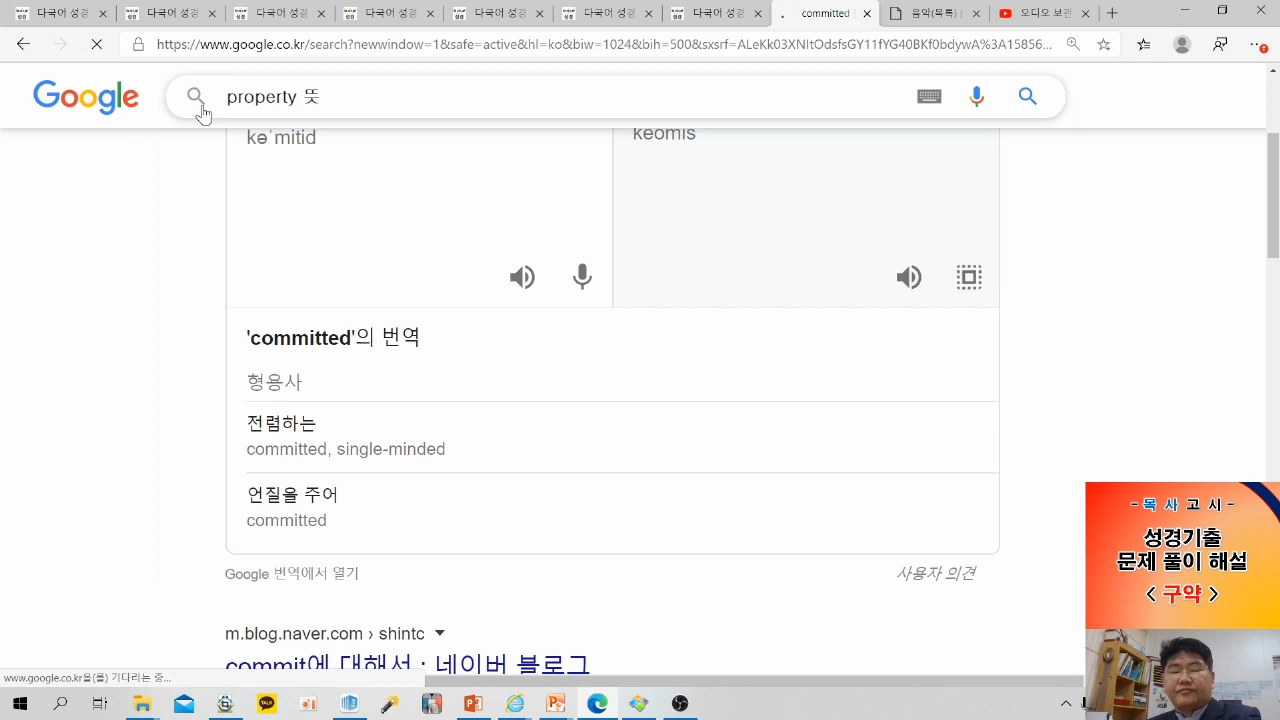 다국어 성경
다국어 성경
다국어 성경
다국어 성경
다국어 성경
다국어 성경
다국어 성경
committed
음악(톡)
오디오 보관
https://www.google.co.kr/search?newwindow=1&safe=active&hl=ko&biw=1024&bih=500&sxsrf=ALeKk03XNItOdsfsGY11fYG40BKf0bdywA%3A15856...
Google
property 뜻
kəˈmitid
keomis
'committed'의 번역
형용사
전렴하는
committed, single-minded
언질을 주어
committed
Google 번역에서 열기
사용자 의견
m.blog.naver.com › shintc
commit에 대해서 : 네이버 블로그
www.google.co.kr을(를) 기다리는 중...
- 목 사 고 시 -
성경기출
문제 풀이 해설
< 구약 >